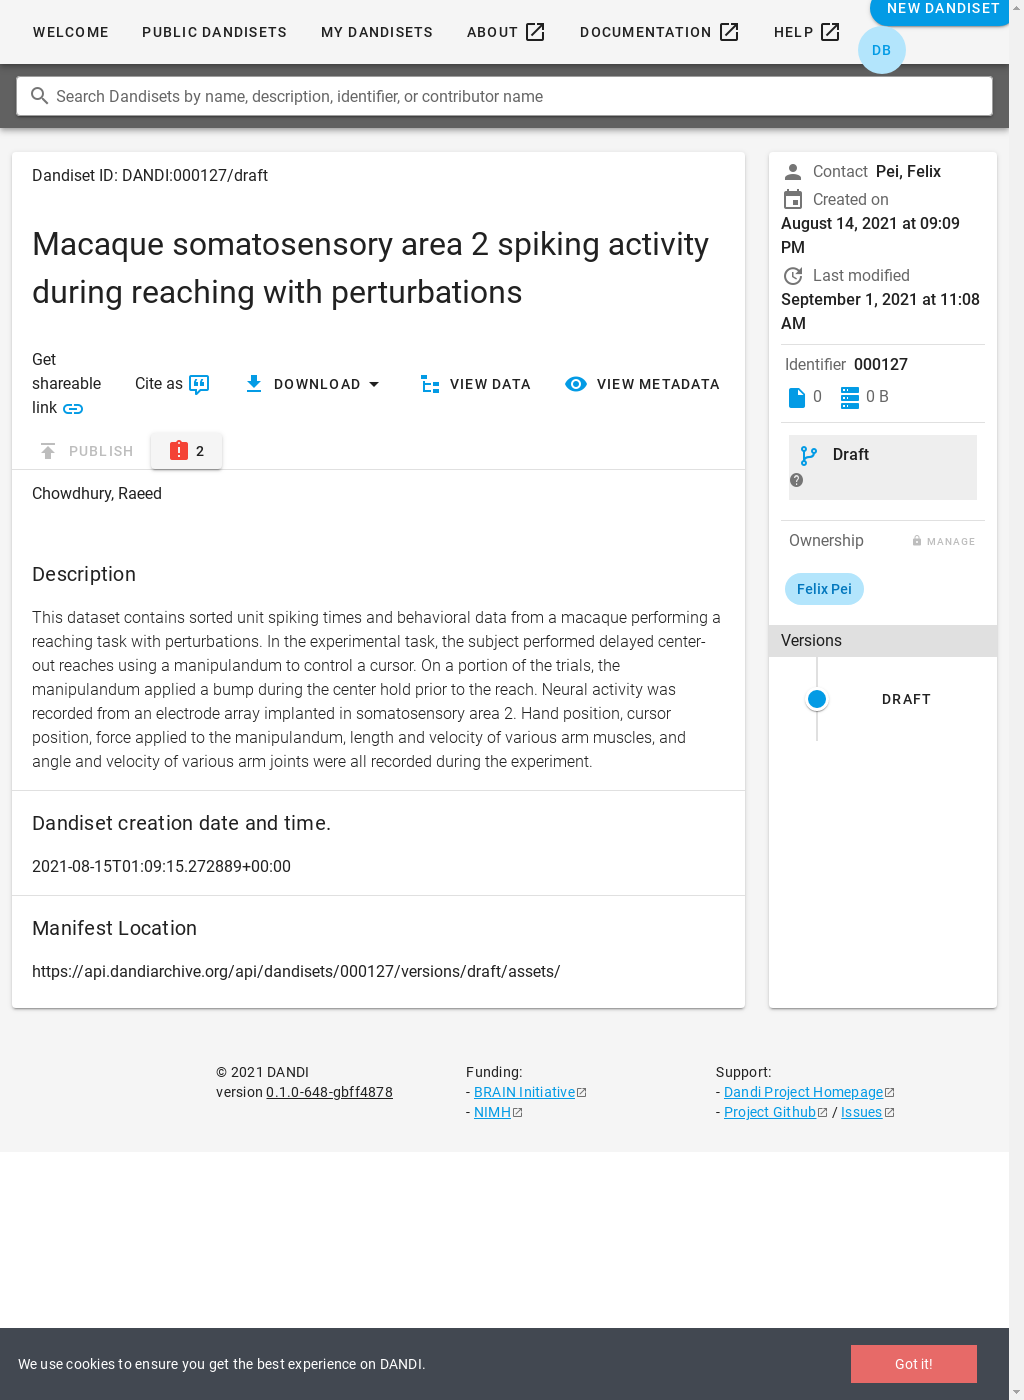 WELCOME
PUBLIC DANDISETS
MY DANDISETS
ABOUT
DOCUMENTATION
HELP
NEW DANDISET
DB
Search Dandisets by name, description, identifier, or contributor name
Dandiset ID: DANDI:000127/draft
Macaque somatosensory area 2 spiking activity
during reaching with perturbations
Get
shareable
link
Cite as
DOWNLOAD
VIEW DATA
VIEW METADATA
PUBLISH
2
Chowdhury, Raeed
Description
This dataset contains sorted unit spiking times and behavioral data from a macaque performing a
reaching task with perturbations. In the experimental task, the subject performed delayed center-
out reaches using a manipulandum to control a cursor. On a portion of the trials, the
manipulandum applied a bump during the center hold prior to the reach. Neural activity was
recorded from an electrode array implanted in somatosensory area 2. Hand position, cursor
position, force applied to the manipulandum, length and velocity of various arm muscles, and
angle and velocity of various arm joints were all recorded during the experiment.
Dandiset creation date and time.
2021-08-15T01:09:15.272889+00:00
Manifest Location
https://api.dandiarchive.org/api/dandisets/000127/versions/draft/assets/
Contact Pei, Felix
Created on
August 14, 2021 at 09:09
PM
Last modified
September 1, 2021 at 11:08
AM
Identifier 000127
0
0 B
Draft
Ownership
MANAGE
Felix Pei
Versions
DRAFT
© 2021 DANDI
version 0.1.0-648-gbff4878
Funding:
- BRAIN Initiative
- NIMH
Support:
- Dandi Project Homepage
- Project Github / Issues
We use cookies to ensure you get the best experience on DANDI.
Got it!